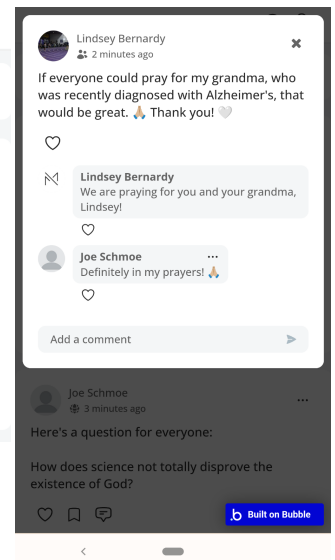 Lindsey Bernardy
2 minutes ago
If everyone could pray for my grandma, who
was recently diagnosed with Alzheimer's, that
would be great. 🙏🏼 Thank you! 🤍
Lindsey Bernardy
We are praying for you and your grandma,
Lindsey!
Joe Schmoe
Definitely in my prayers! 🙏🏼
Add a comment
Joe Schmoe
3 minutes ago
Here's a question for everyone:
How does science not totally disprove the
existence of God?
Built on Bubble